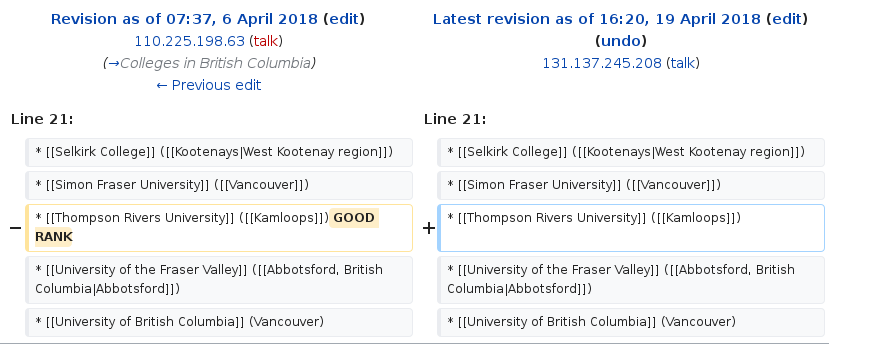 Revision as of 07:37, 6 April 2018 (edit)
110.225.198.63 (talk)
(→Colleges in British Columbia)
← Previous edit
Latest revision as of 16:20, 19 April 2018 (edit)
(undo)
131.137.245.208 (talk)
Line 21:
Line 21:
* [[Selkirk College]] ([[Kootenays|West Kootenay region]])
* [[Selkirk College]] ([[Kootenays|West Kootenay region]])
* [[Simon Fraser University]] ([[Vancouver]])
* [[Simon Fraser University]] ([[Vancouver]])
− * [[Thompson Rivers University]] ([[Kamloops]]) GOOD
RANK
+ * [[Thompson Rivers University]] ([[Kamloops]])
* [[University of the Fraser Valley]] ([[Abbotsford, British
Columbia|Abbotsford]])
* [[University of the Fraser Valley]] ([[Abbotsford, British
Columbia|Abbotsford]])
* [[University of British Columbia]] (Vancouver)
* [[University of British Columbia]] (Vancouver)